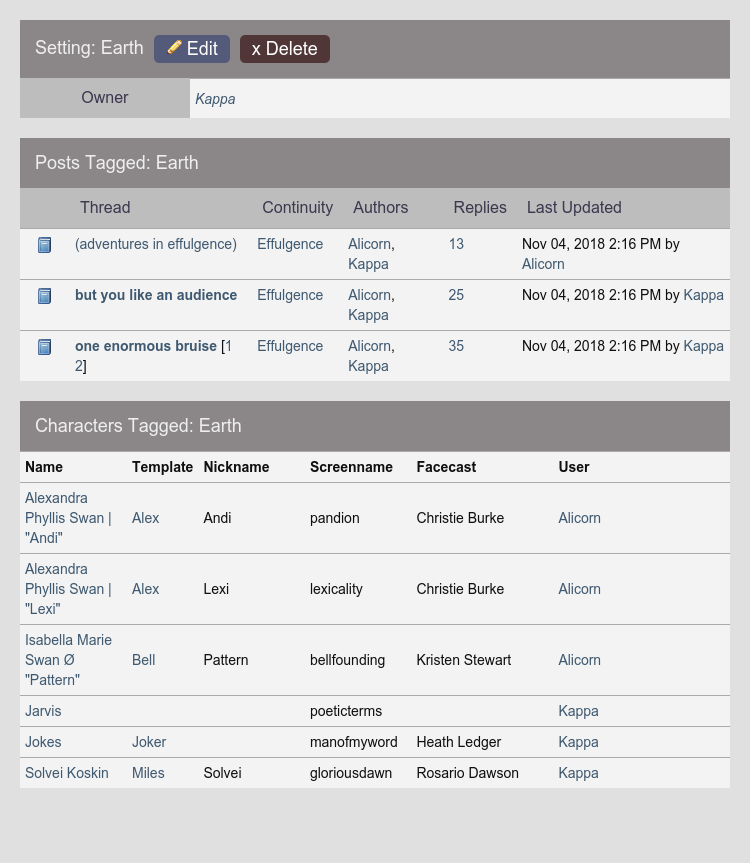 Setting: Earth Edit x Delete
Owner Kappa
Posts Tagged: Earth
Thread Continuity Authors Replies Last Updated
(adventures in effulgence) Effulgence Alicorn, Kappa 13 Nov 04, 2018 2:16 PM by Alicorn
but you like an audience Effulgence Alicorn, Kappa 25 Nov 04, 2018 2:16 PM by Kappa
one enormous bruise [1 2] Effulgence Alicorn, Kappa 35 Nov 04, 2018 2:16 PM by Kappa
Characters Tagged: Earth
Name Template Nickname Screenname Facecast User
Alexandra Phyllis Swan | "Andi" Alex Andi pandion Christie Burke Alicorn
Alexandra Phyllis Swan | "Lexi" Alex Lexi lexicality Christie Burke Alicorn
Isabella Marie Swan Ø "Pattern" Bell Pattern bellfounding Kristen Stewart Alicorn
Jarvis poeticterms Kappa
Jokes Joker manofmyword Heath Ledger Kappa
Solvei Koskin Miles Solvei gloriousdawn Rosario Dawson Kappa